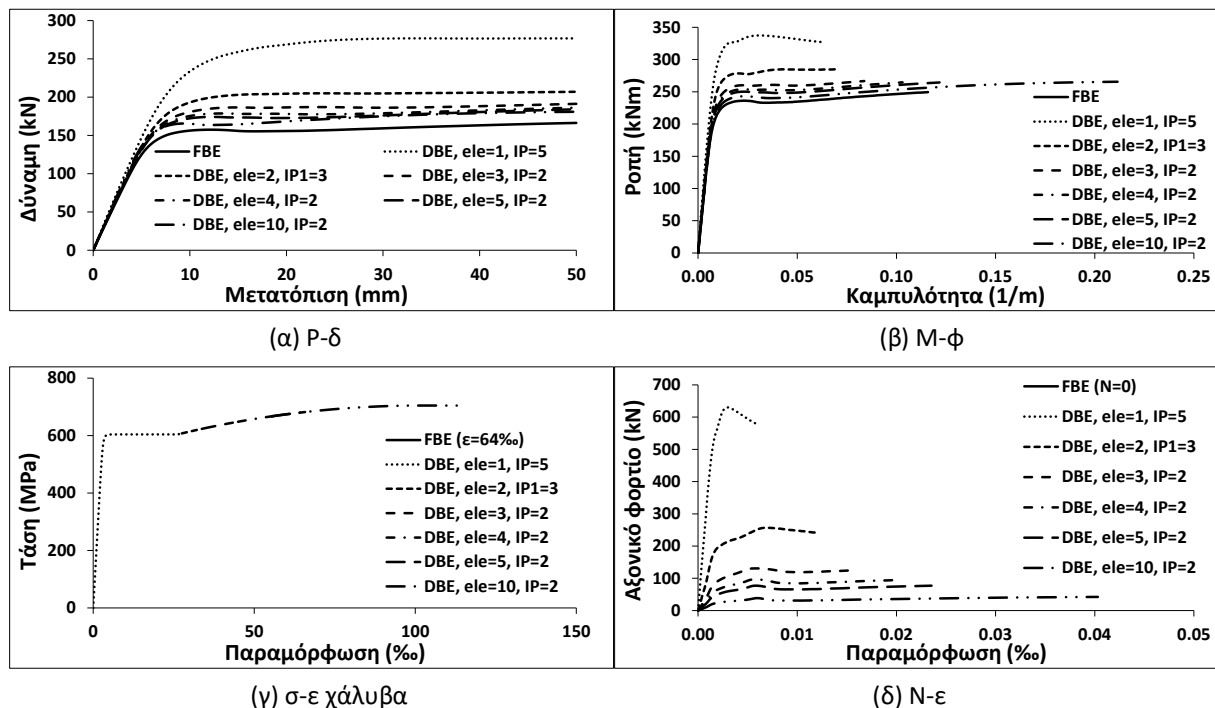 300
250
200
150
100
50
0
0 10 20 30 40 50
Δύναμη (kN)
Μετατόπιση (mm)
FBE
DBE, ele=1, IP=5
DBE, ele=2, IP1=3
DBE, ele=3, IP=2
DBE, ele=4, IP=2
DBE, ele=5, IP=2
DBE, ele=10, IP=2
(α) P-δ
350
300
250
200
150
100
50
0
0.00 0.05 0.10 0.15 0.20 0.25
Ροπή (kNm)
Καμπυλότητα (1/m)
FBE
DBE, ele=1, IP=5
DBE, ele=2, IP1=3
DBE, ele=3, IP=2
DBE, ele=4, IP=2
DBE, ele=5, IP=2
DBE, ele=10, IP=2
(β) Μ-φ
800
600
400
200
0
0 50 100 150
Τάση (MPa)
Παραμόρφωση (‰)
FBE (ε=64‰)
DBE, ele=1, IP=5
DBE, ele=2, IP1=3
DBE, ele=3, IP=2
DBE, ele=4, IP=2
DBE, ele=5, IP=2
DBE, ele=10, IP=2
(γ) σ-ε χάλυβα
700
600
500
400
300
200
100
0
0.00 0.01 0.02 0.03 0.04 0.05
Αξονικό φορτίο (kN)
Παραμόρφωση (‰)
FBE (N=0)
DBE, ele=1, IP=5
DBE, ele=2, IP1=3
DBE, ele=3, IP=2
DBE, ele=4, IP=2
DBE, ele=5, IP=2
DBE, ele=10, IP=2
(δ) Ν-ε